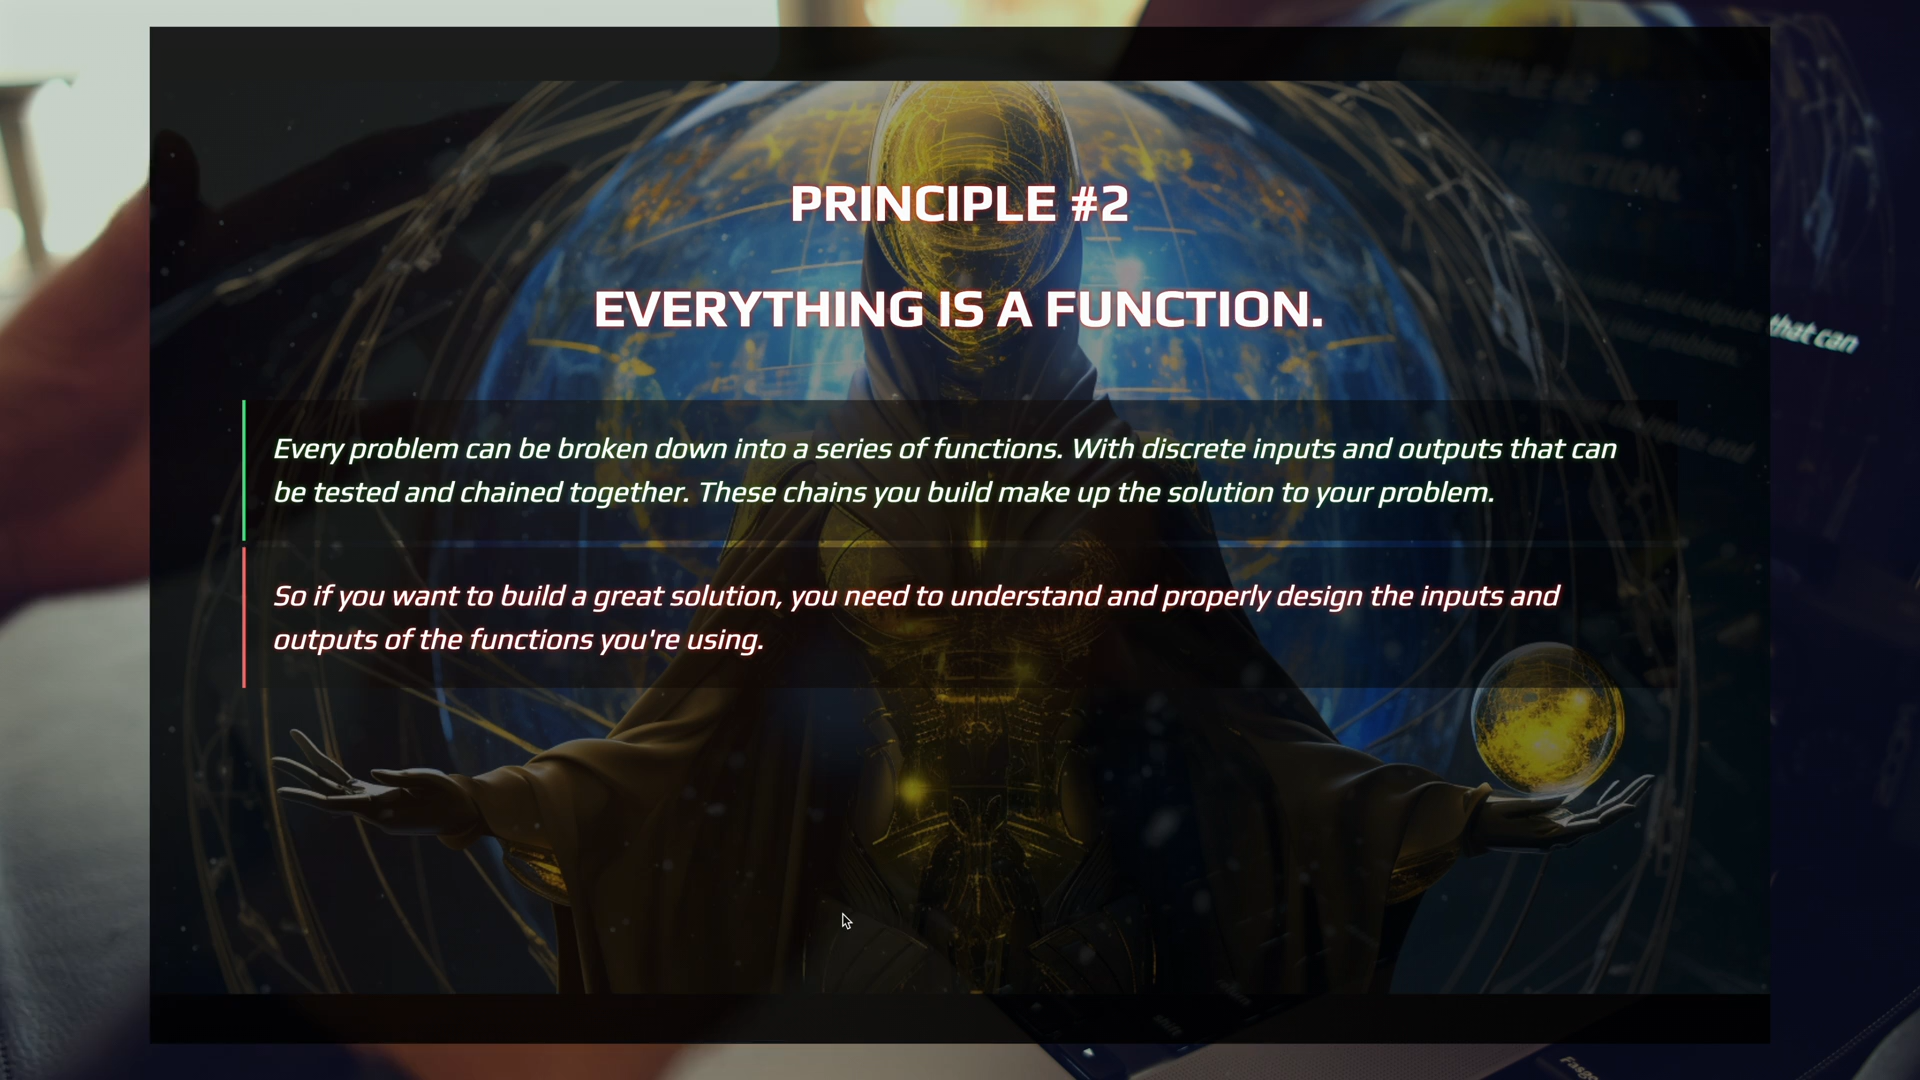 PRINCIPLE #2
EVERYTHING IS A FUNCTION.
Every problem can be broken down into a series of functions. With discrete inputs and outputs that can
be tested and chained together. These chains you build make up the solution to your problem.
So if you want to build a great solution, you need to understand and properly design the inputs and
outputs of the functions you're using.
that can
shift